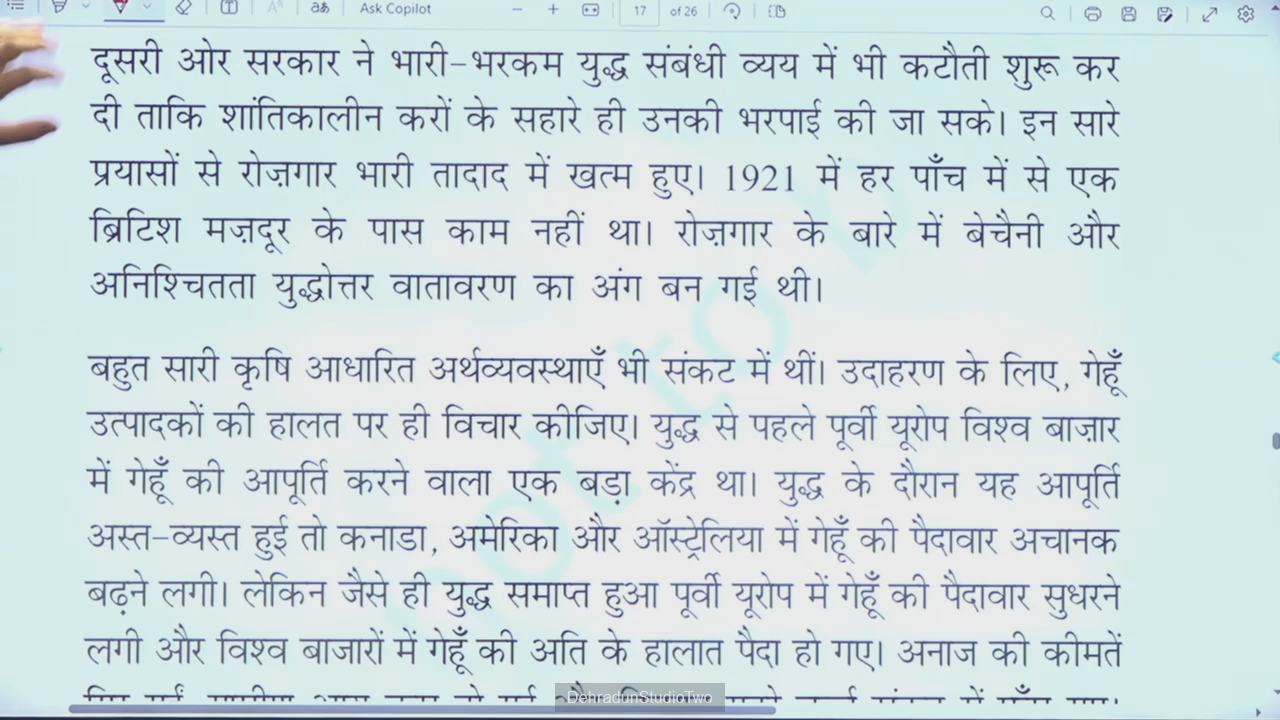 Ask Copilot
17 of 26
दूसरी ओर सरकार ने भारी-भरकम युद्ध संबंधी व्यय में भी कटौती शुरू कर
दी ताकि शांतिकालीन करों के सहारे ही उनकी भरपाई की जा सके। इन सारे
प्रयासों से रोज़गार भारी तादाद में खत्म हुए। 1921 में हर पाँच में से एक
ब्रिटिश मज़दूर के पास काम नहीं था। रोज़गार के बारे में बेचैनी और
अनिश्चितता युद्धोत्तर वातावरण का अंग बन गई थी।
बहुत सारी कृषि आधारित अर्थव्यवस्थाएँ भी संकट में थीं। उदाहरण के लिए, गेहूँ
उत्पादकों की हालत पर ही विचार कीजिए। युद्ध से पहले पूर्वी यूरोप विश्व बाज़ार
में गेहूँ की आपूर्ति करने वाला एक बड़ा केंद्र था। युद्ध के दौरान यह आपूर्ति
अस्त-व्यस्त हुई तो कनाडा, अमेरिका और ऑस्ट्रेलिया में गेहूँ की पैदावार अचानक
बढ़ने लगी। लेकिन जैसे ही युद्ध समाप्त हुआ पूर्वी यूरोप में गेहूँ की पैदावार सुधरने
लगी और विश्व बाजारों में गेहूँ की अति के हालात पैदा हो गए। अनाज की कीमतें
DehradunStudioTwo